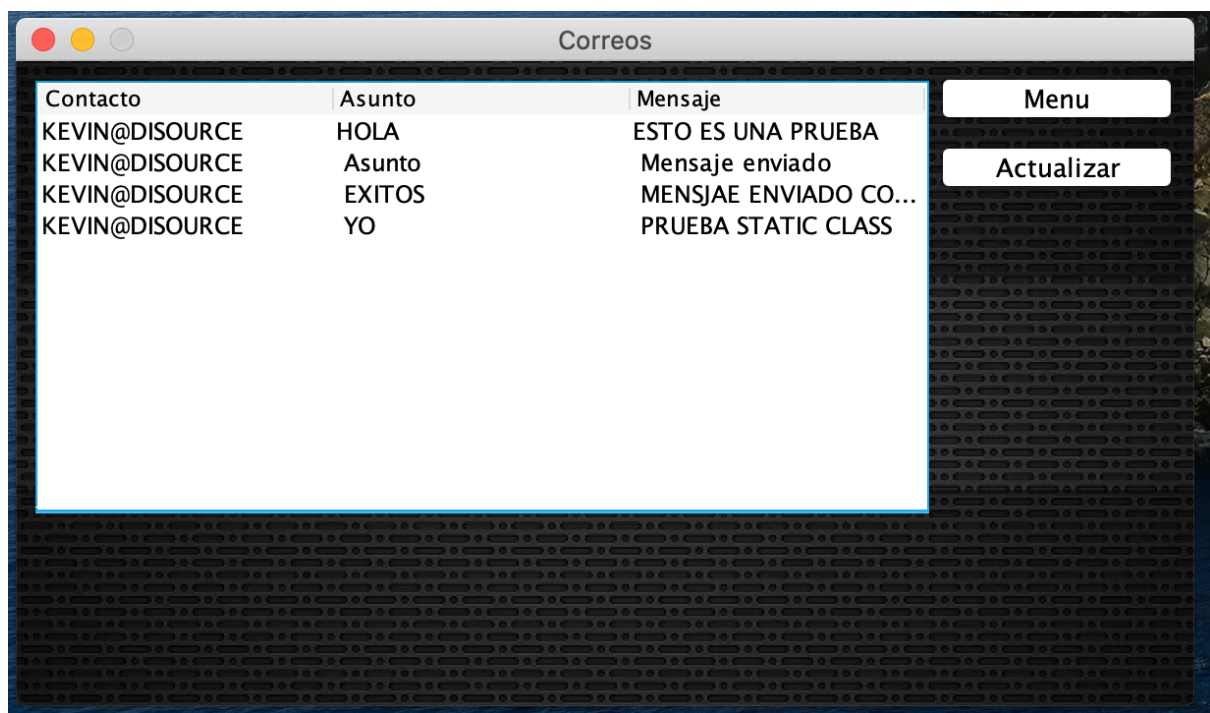 Correos
Contacto Asunto Mensaje
KEVIN@DISOURCE HOLA ESTO ES UNA PRUEBA
KEVIN@DISOURCE Asunto Mensaje enviado
KEVIN@DISOURCE EXITOS MENSJAE ENVIADO CO...
KEVIN@DISOURCE YO PRUEBA STATIC CLASS
Menu
Actualizar